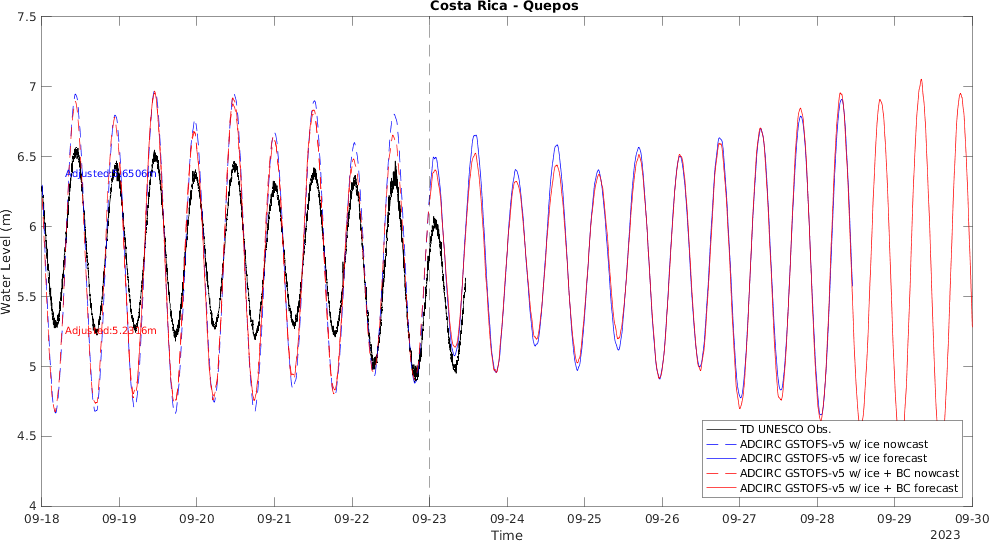 Costa Rica - Quepos
7.5
7
6.5
6
5.5
5
4.5
4
Water Level (m)
Adjusted:5.2316m
TD UNESCO Obs.
ADCIRC GSTOFS-v5 w/ ice nowcast
ADCIRC GSTOFS-v5 w/ ice forecast
ADCIRC GSTOFS-v5 w/ ice + BC nowcast
ADCIRC GSTOFS-v5 w/ ice + BC forecast
09-18 09-19 09-20 09-21 09-22 09-23 09-24 09-25 09-26 09-27 09-28 09-29 09-30
Time
2023